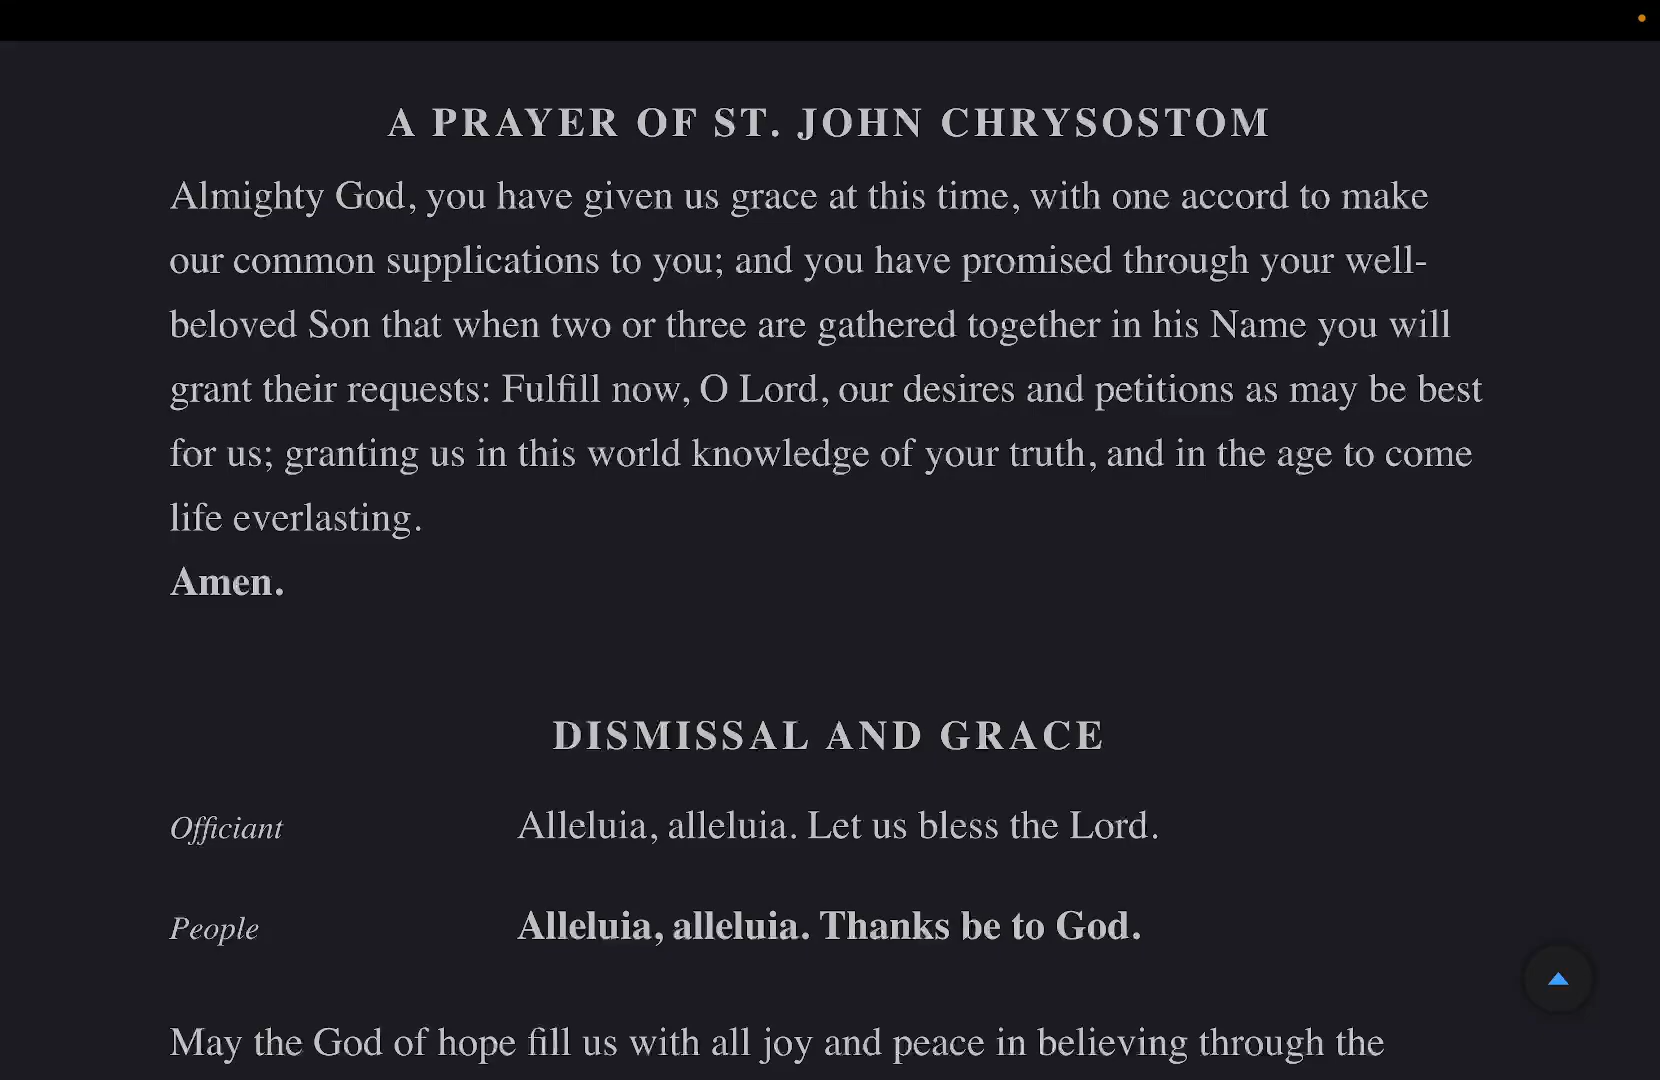 A PRAYER OF ST. JOHN CHRYSOSTOM
Almighty God, you have given us grace at this time, with one accord to make
our common supplications to you; and you have promised through your well-
beloved Son that when two or three are gathered together in his Name you will
grant their requests: Fulfill now, O Lord, our desires and petitions as may be best
for us; granting us in this world knowledge of your truth, and in the age to come
life everlasting.
Amen.
DISMISSAL AND GRACE
Officiant Alleluia, alleluia. Let us bless the Lord.
People Alleluia, alleluia. Thanks be to God.
May the God of hope fill us with all joy and peace in believing through the